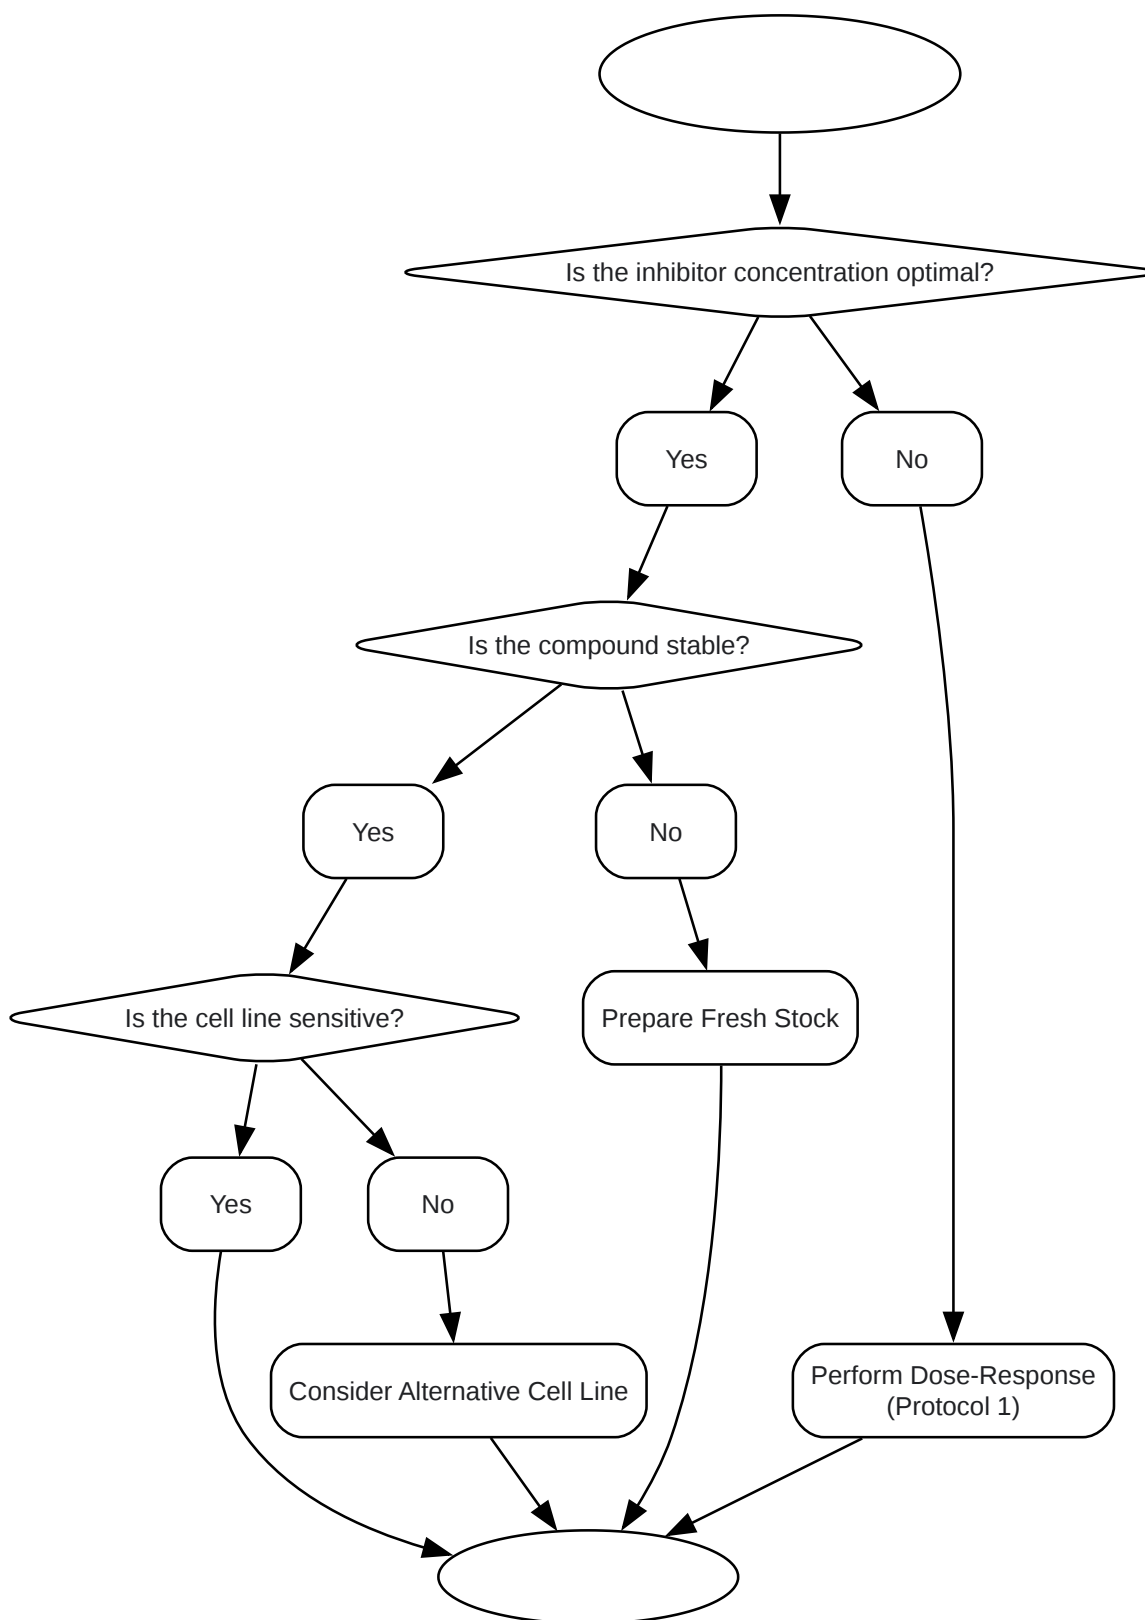 Is the inhibitor concentration optimal?
Yes
No
Is the compound stable?
Yes
No
Is the cell line sensitive?
Prepare Fresh Stock
Yes
No
Consider Alternative Cell Line
Perform Dose-Response
(Protocol 1)